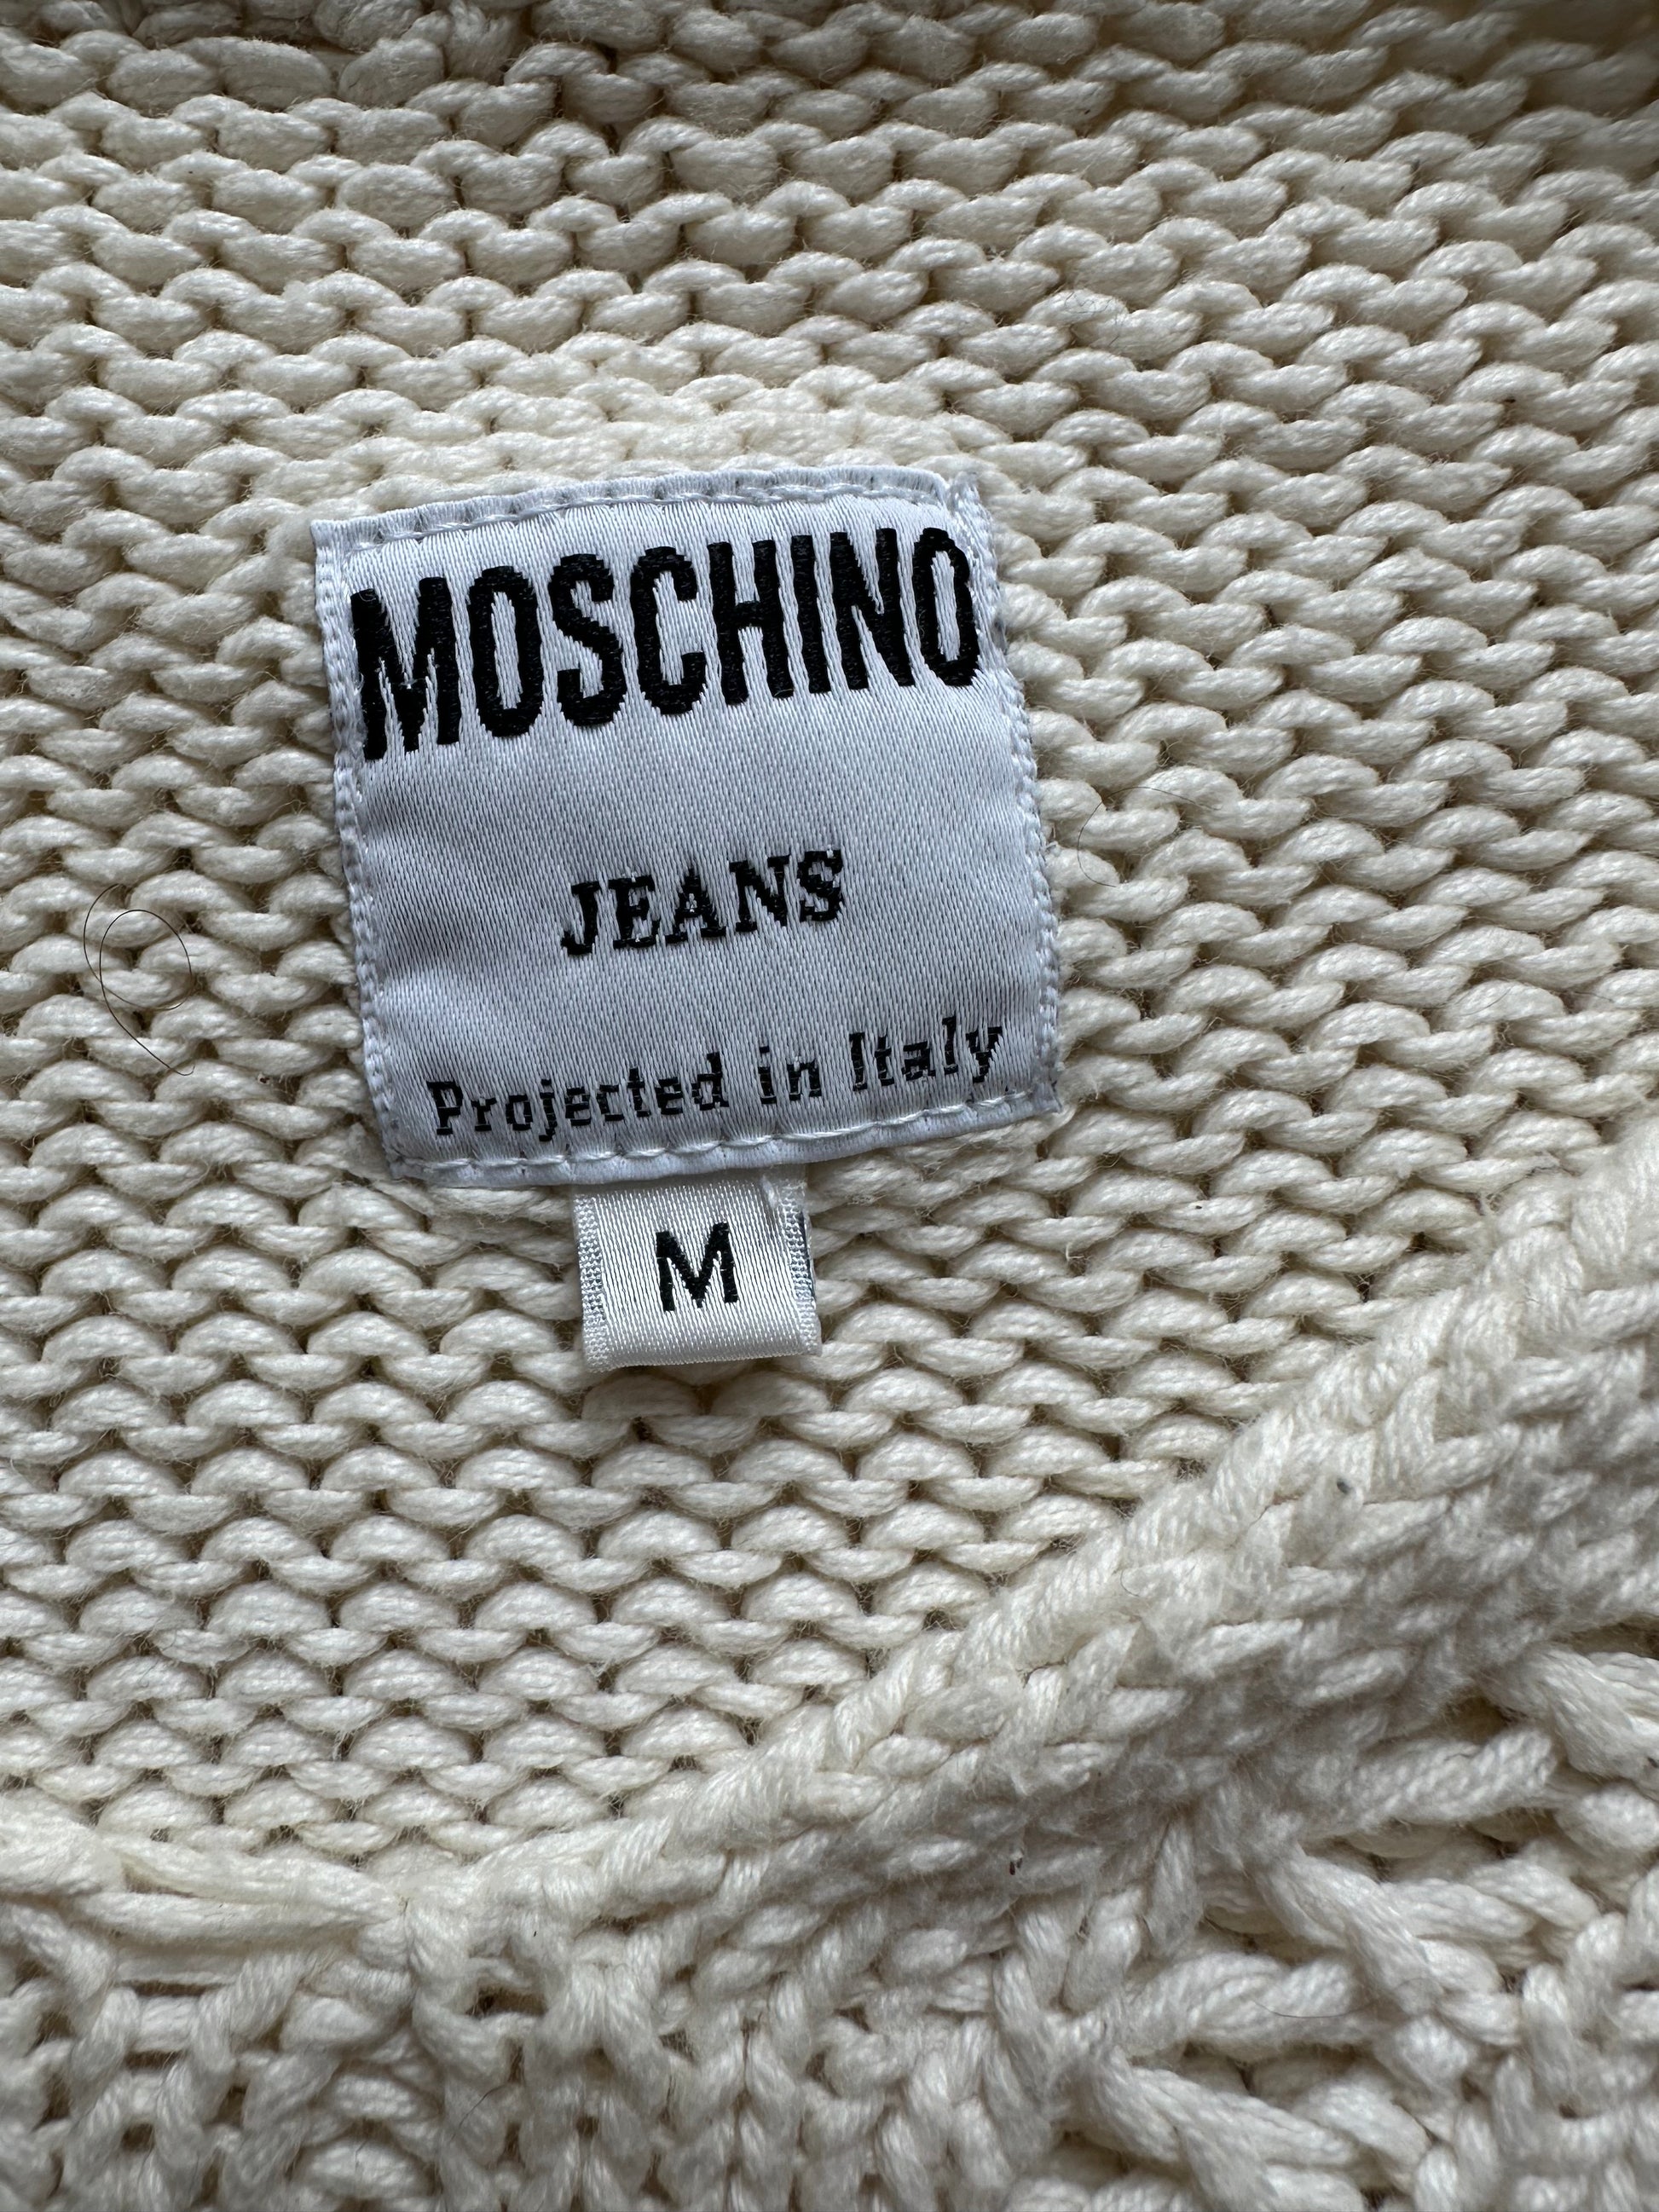 MOSCHINO
JEANS
Projected in Italy
M